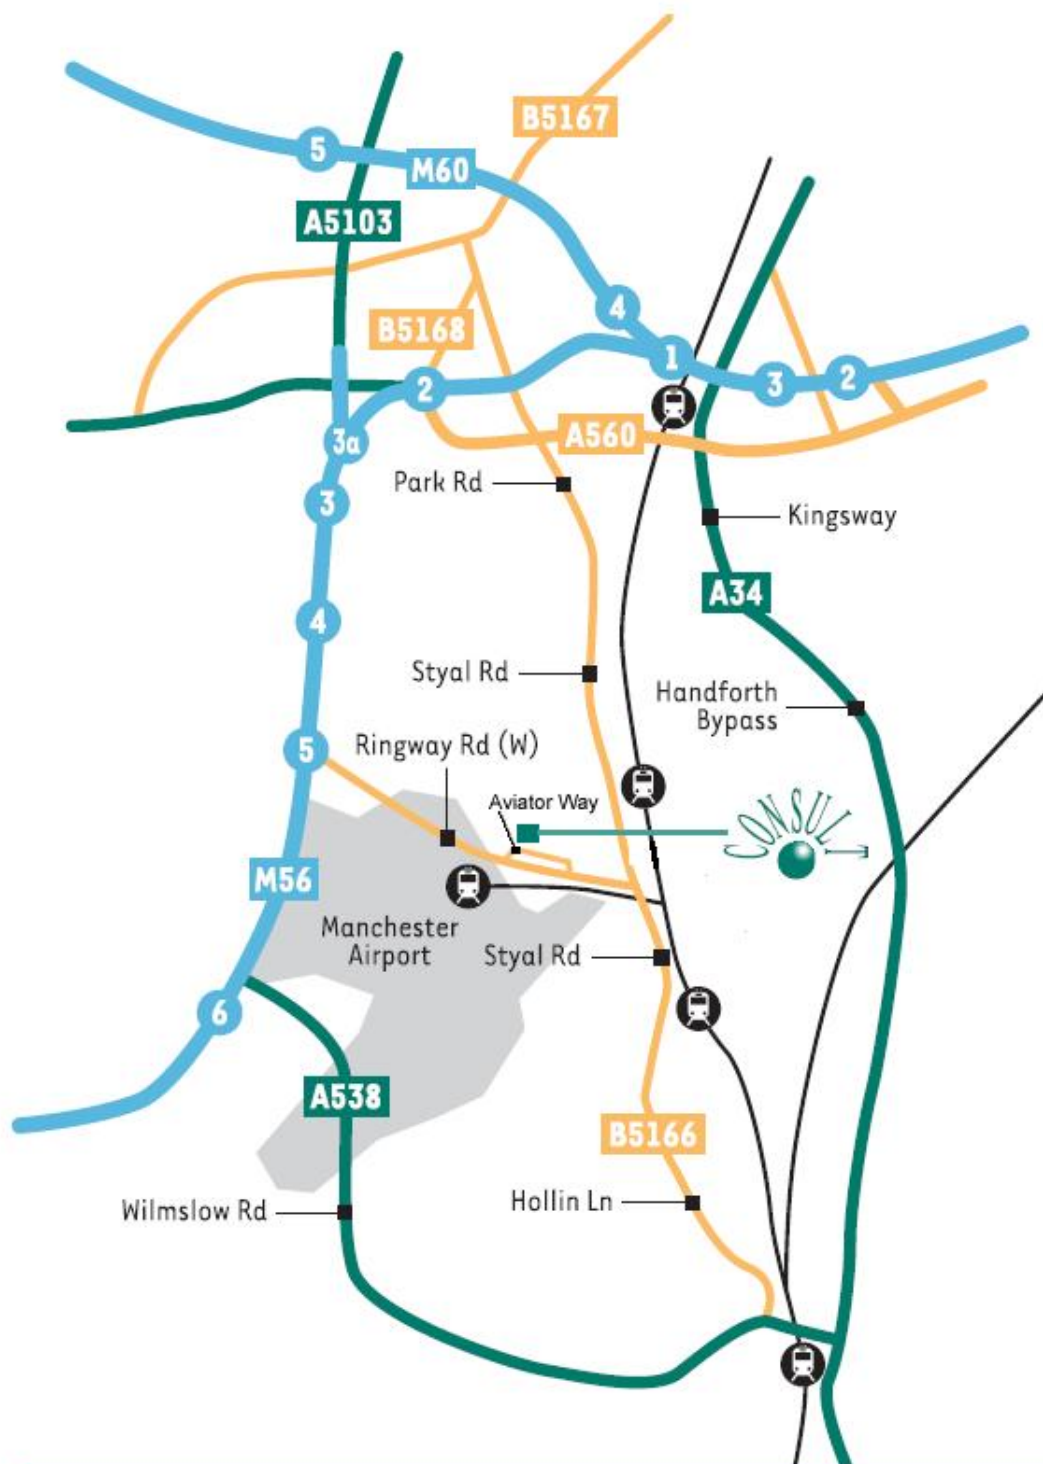 B5167
5
M60
A5103
4
B5168
1
3
2
2
A560
3a
Park Rd
3
Kingsway
A34
4
Styal Rd
Handforth
Bypass
Ringway Rd (W)
5
Aviator Way
CONSULT
M56
Manchester
Airport
Styal Rd
6
A538
B5166
Hollin Ln
Wilmslow Rd